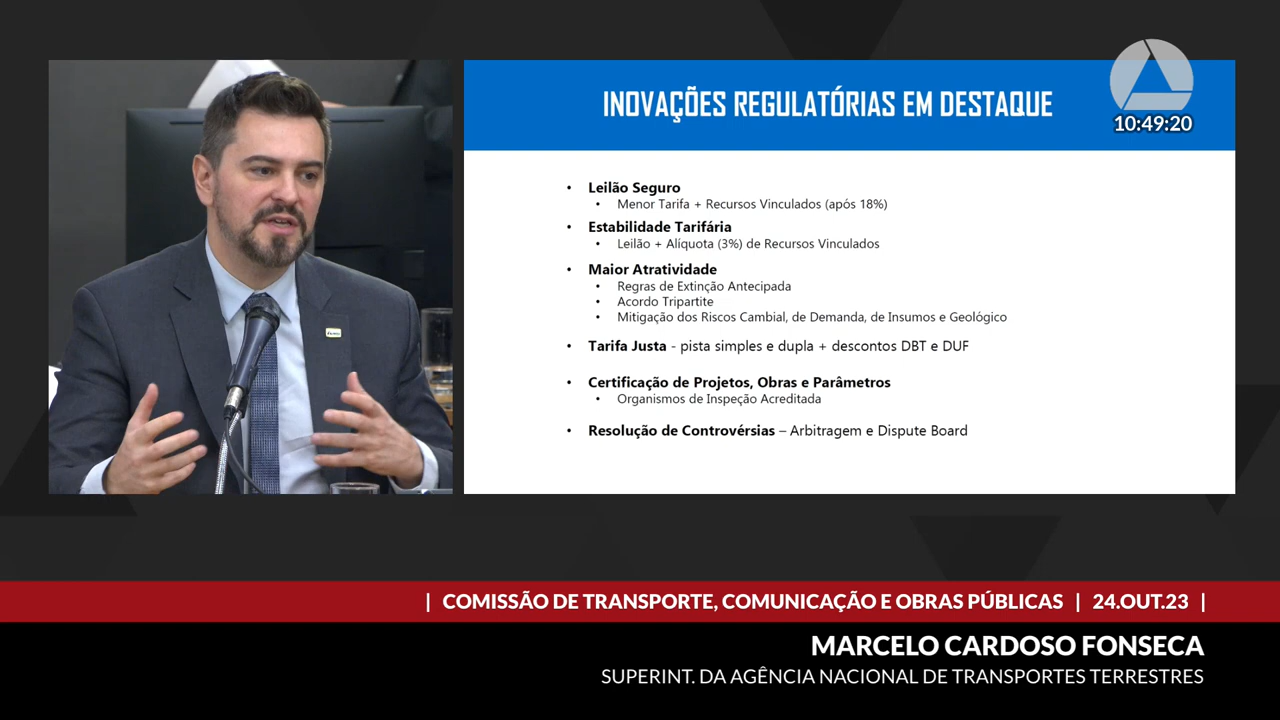 INOVAÇÕES REGULATÓRIAS EM DESTAQUE
10:49:20
• Leilão Seguro
• Menor Tarifa + Recursos Vinculados (após 18%)
• Estabilidade Tarifária
• Leilão + Alíquota (3%) de Recursos Vinculados
• Maior Atratividade
• Regras de Extinção Antecipada
• Acordo Tripartite
• Mitigação dos Riscos Cambial, de Demanda, de Insumos e Geológico
• Tarifa Justa - pista simples e dupla + descontos DBT e DUF
• Certificação de Projetos, Obras e Parâmetros
• Organismos de Inspeção Acreditada
• Resolução de Controvérsias – Arbitragem e Dispute Board
| COMISSÃO DE TRANSPORTE, COMUNICAÇÃO E OBRAS PÚBLICAS | 24.OUT.23 |
MARCELO CARDOSO FONSECA
SUPERINT. DA AGÊNCIA NACIONAL DE TRANSPORTES TERRESTRES